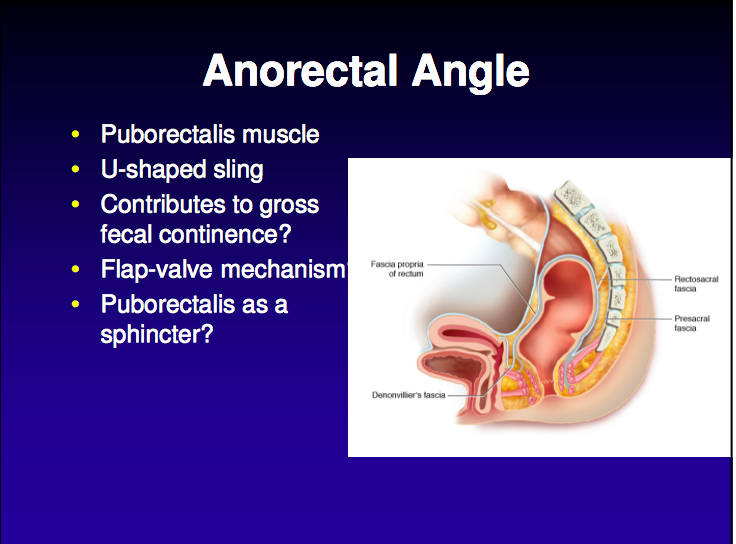 Anorectal Angle
• Puborectalis muscle
• U-shaped sling
• Contributes to gross
fecal continence?
• Flap-valve mechanism?
• Puborectalis as a
sphincter?
Fascia propria
of rectum
Rectosacral
fascia
Presacral
fascia
Denonvillier's fascia